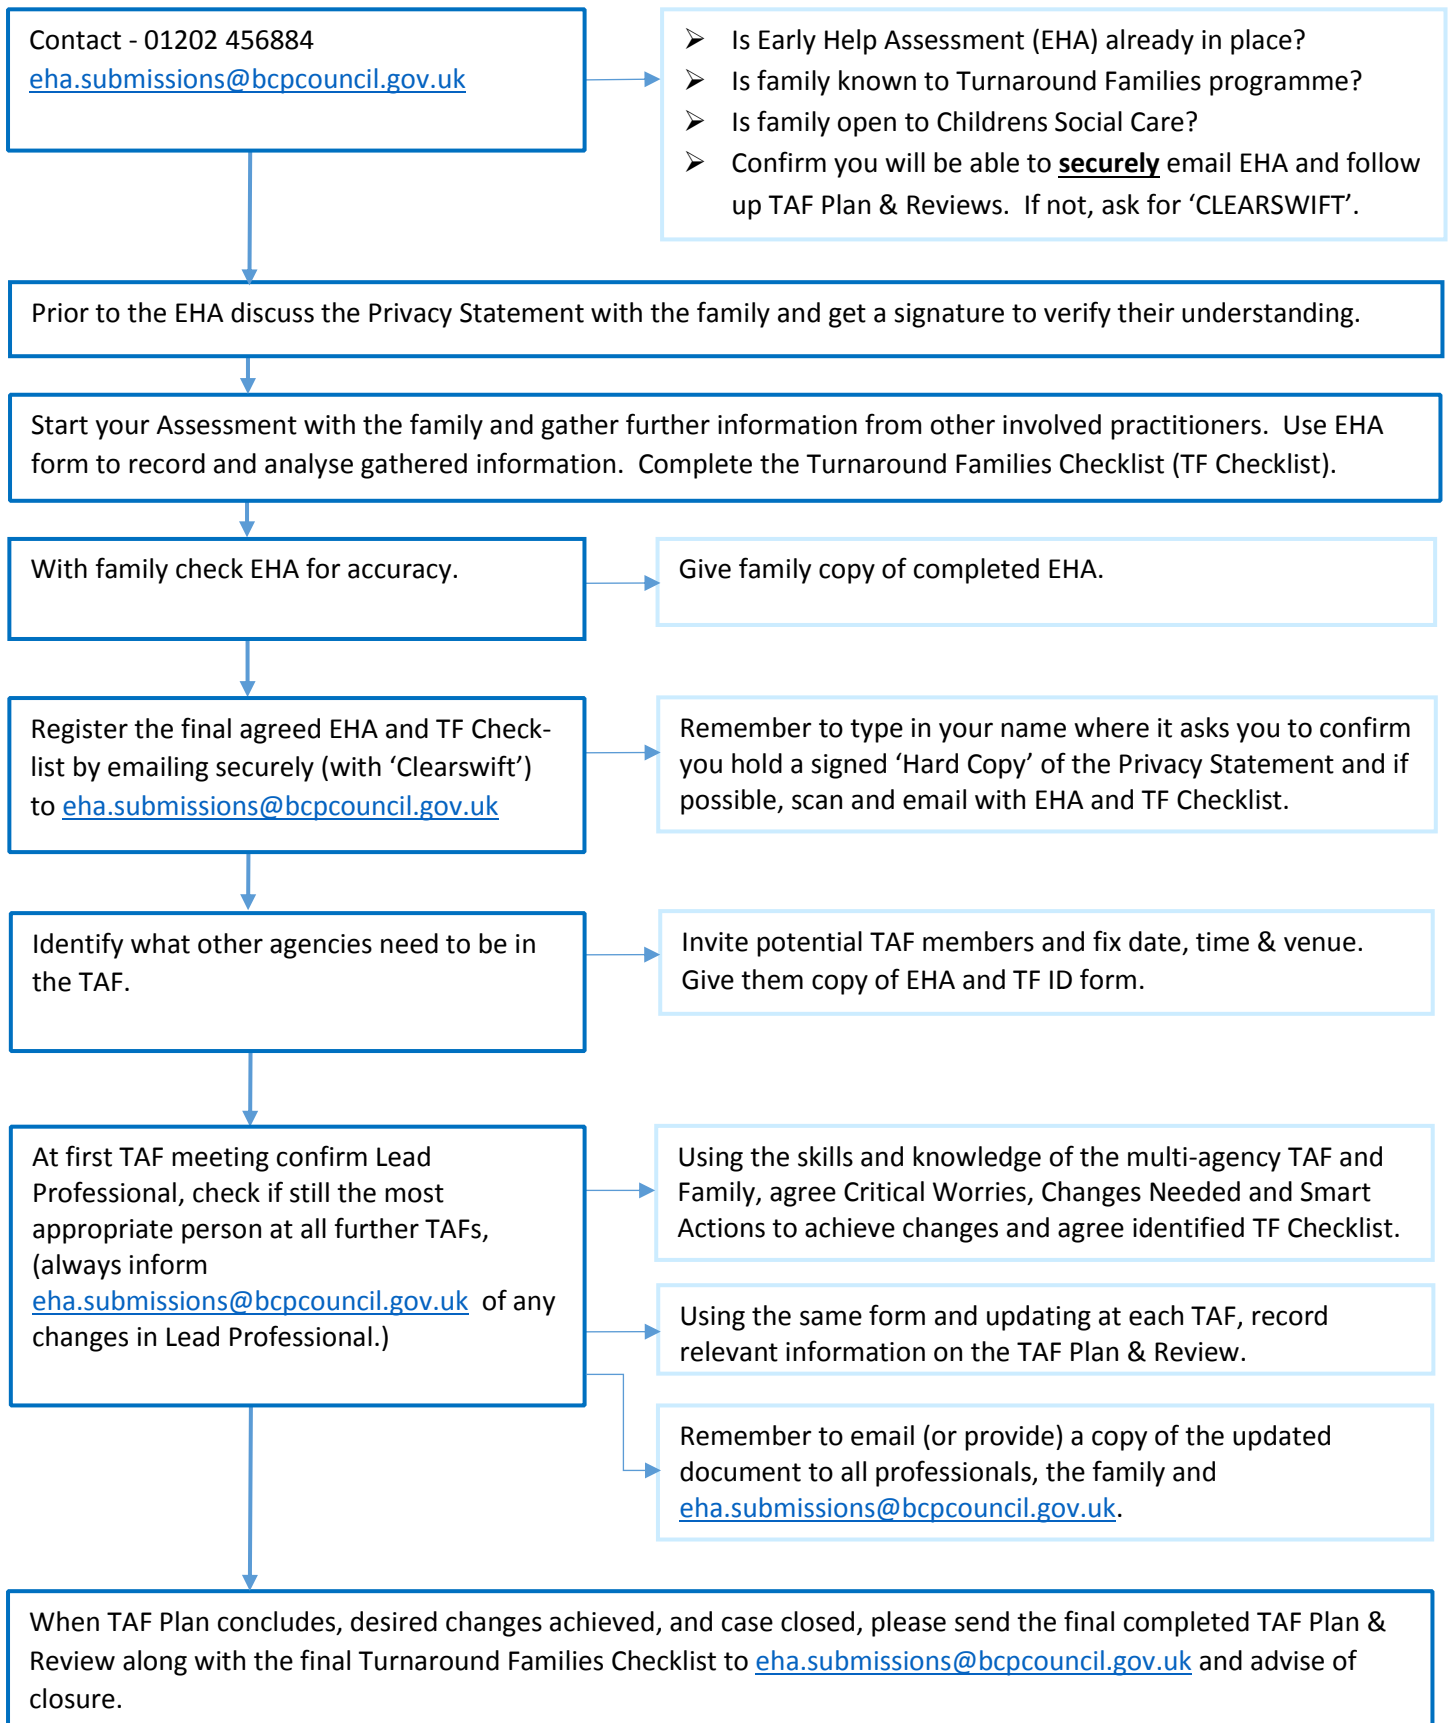 Contact - 01202 456884
eha.submissions@bcpcouncil.gov.uk
➢ Is Early Help Assessment (EHA) already in place?
➢ Is family known to Turnaround Families programme?
➢ Is family open to Childrens Social Care?
➢ Confirm you will be able to securely email EHA and follow
up TAF Plan & Reviews.  If not, ask for ‘CLEARSWIFT’.
Prior to the EHA discuss the Privacy Statement with the family and get a signature to verify their understanding.
Start your Assessment with the family and gather further information from other involved practitioners.  Use EHA
form to record and analyse gathered information.  Complete the Turnaround Families Checklist (TF Checklist).
With family check EHA for accuracy.
Give family copy of completed EHA.
Register the final agreed EHA and TF Check-
list by emailing securely (with ‘Clearswift’)
to eha.submissions@bcpcouncil.gov.uk
Remember to type in your name where it asks you to confirm
you hold a signed ‘Hard Copy’ of the Privacy Statement and if
possible, scan and email with EHA and TF Checklist.
Identify what other agencies need to be in
the TAF.
Invite potential TAF members and fix date, time & venue.
Give them copy of EHA and TF ID form.
At first TAF meeting confirm Lead
Professional, check if still the most
appropriate person at all further TAFs,
(always inform
eha.submissions@bcpcouncil.gov.uk  of any
changes in Lead Professional.)
Using the skills and knowledge of the multi-agency TAF and
Family, agree Critical Worries, Changes Needed and Smart
Actions to achieve changes and agree identified TF Checklist.
Using the same form and updating at each TAF, record
relevant information on the TAF Plan & Review.
Remember to email (or provide) a copy of the updated
document to all professionals, the family and
eha.submissions@bcpcouncil.gov.uk.
When TAF Plan concludes, desired changes achieved, and case closed, please send the final completed TAF Plan &
Review along with the final Turnaround Families Checklist to eha.submissions@bcpcouncil.gov.uk and advise of
closure.